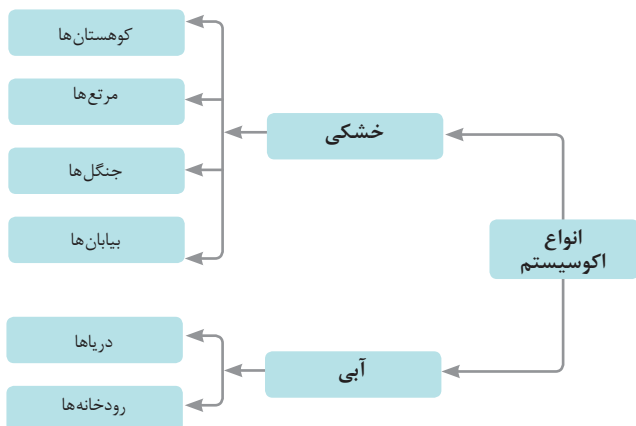 انواع
اکوسیستم
خشکی
کوهستان‌ها
مرتع‌ها
جنگل‌ها
بیابان‌ها
آبی
دریاها
رودخانه‌ها